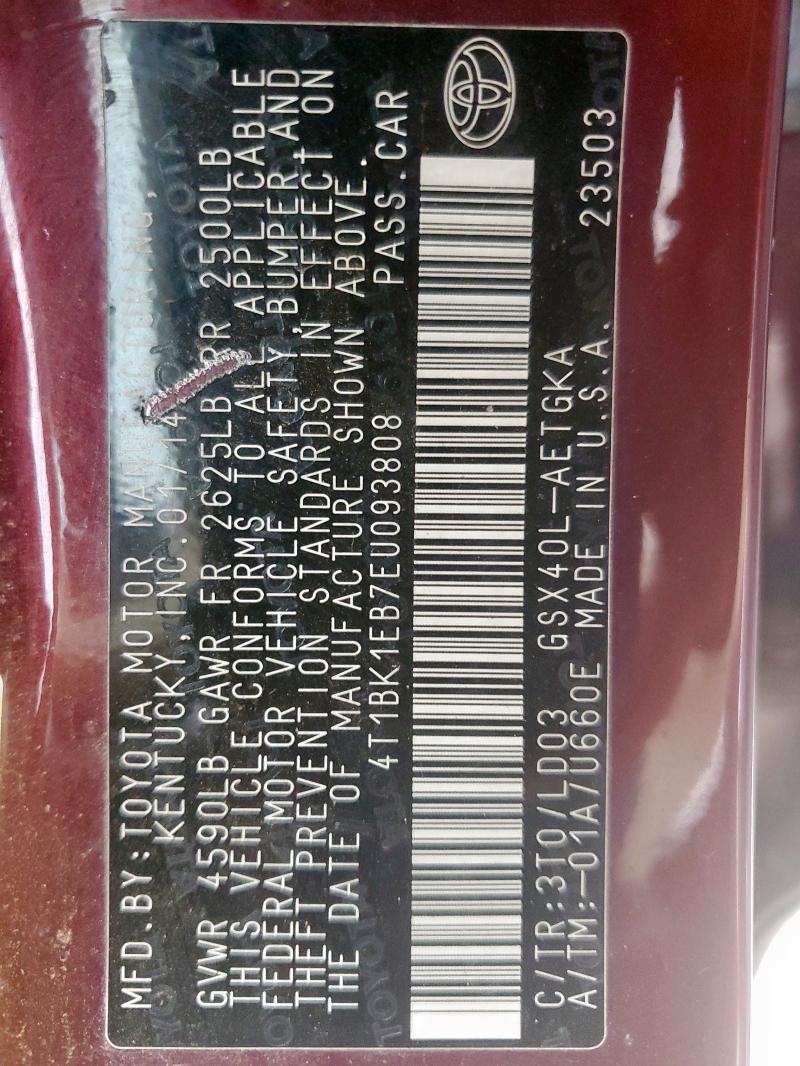 MFD.BY:TOYOTA MOTOR MANUFACTURING,
KENTUCKY, INC. 01/14
GVWR 4590LB GAWR FR 2625LB RR 2500LB
THIS VEHICLE CONFORMS TO ALL APPLICABLE
FEDERAL MOTOR VEHICLE SAFETY, BUMPER, AND
THEFT PREVENTION STANDARDS IN EFFECT ON
THE DATE OF MANUFACTURE SHOWN ABOVE.
4T1BK1EB7EU093808 PASS.CAR
C/TR:3T0/LD03 GSX40L-AETGKA 23503
A/TM:-01A/U660E MADE IN U.S.A.